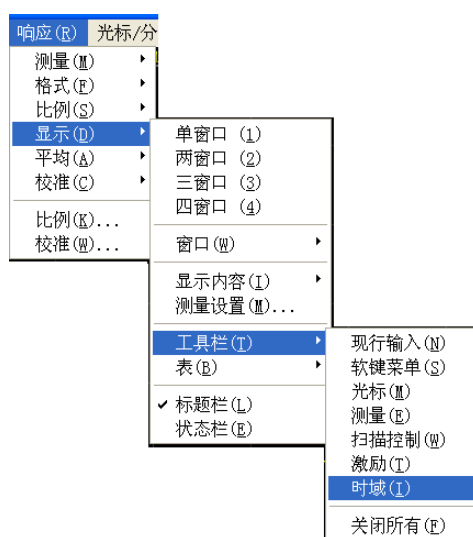 响应(R) 光标/分
测量(M)
格式(F)
比例(S)
显示(D)
平均(A)
校准(C)
比例(K)...
校准(W)...
单窗口 (1)
两窗口 (2)
三窗口 (3)
四窗口 (4)
窗口(W)
显示内容(I)
测量设置(M)...
工具栏(T)
表(B)
✓ 标题栏(L)
状态栏(E)
现行输入(N)
软键菜单(S)
光标(M)
测量(E)
扫描控制(W)
激励(T)
时域(I)
关闭所有(F)